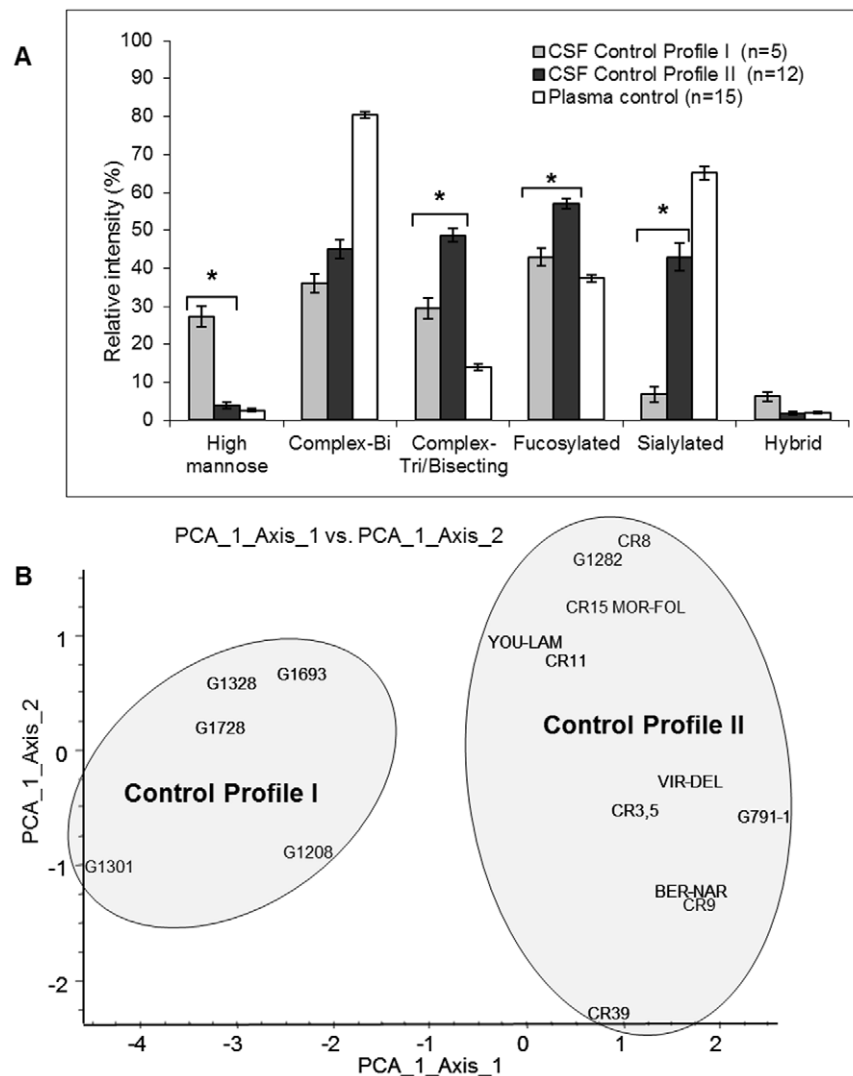 A
Relative intensity (%)
100
90
80
70
60
50
40
30
20
10
0
CSF Control Profile I (n=5)
CSF Control Profile II (n=12)
Plasma control (n=15)
*
*
*
*
High mannose
Complex-Bi
Complex-Tri/Bisecting
Fucosylated
Sialylated
Hybrid
PCA_1_Axis_1 vs. PCA_1_Axis_2
B
PCA_1_Axis_2
1
0
-1
-2
CR8
G1282
CR15 MOR-FOL
YOU-LAM
CR11
G1328
G1693
G1728
Control Profile II
Control Profile I
VIR-DEL
CR3,5
G791-1
G1301
G1208
BER-NAR
CR9
CR39
-4
-3
-2
-1
0
1
2
PCA_1_Axis_1